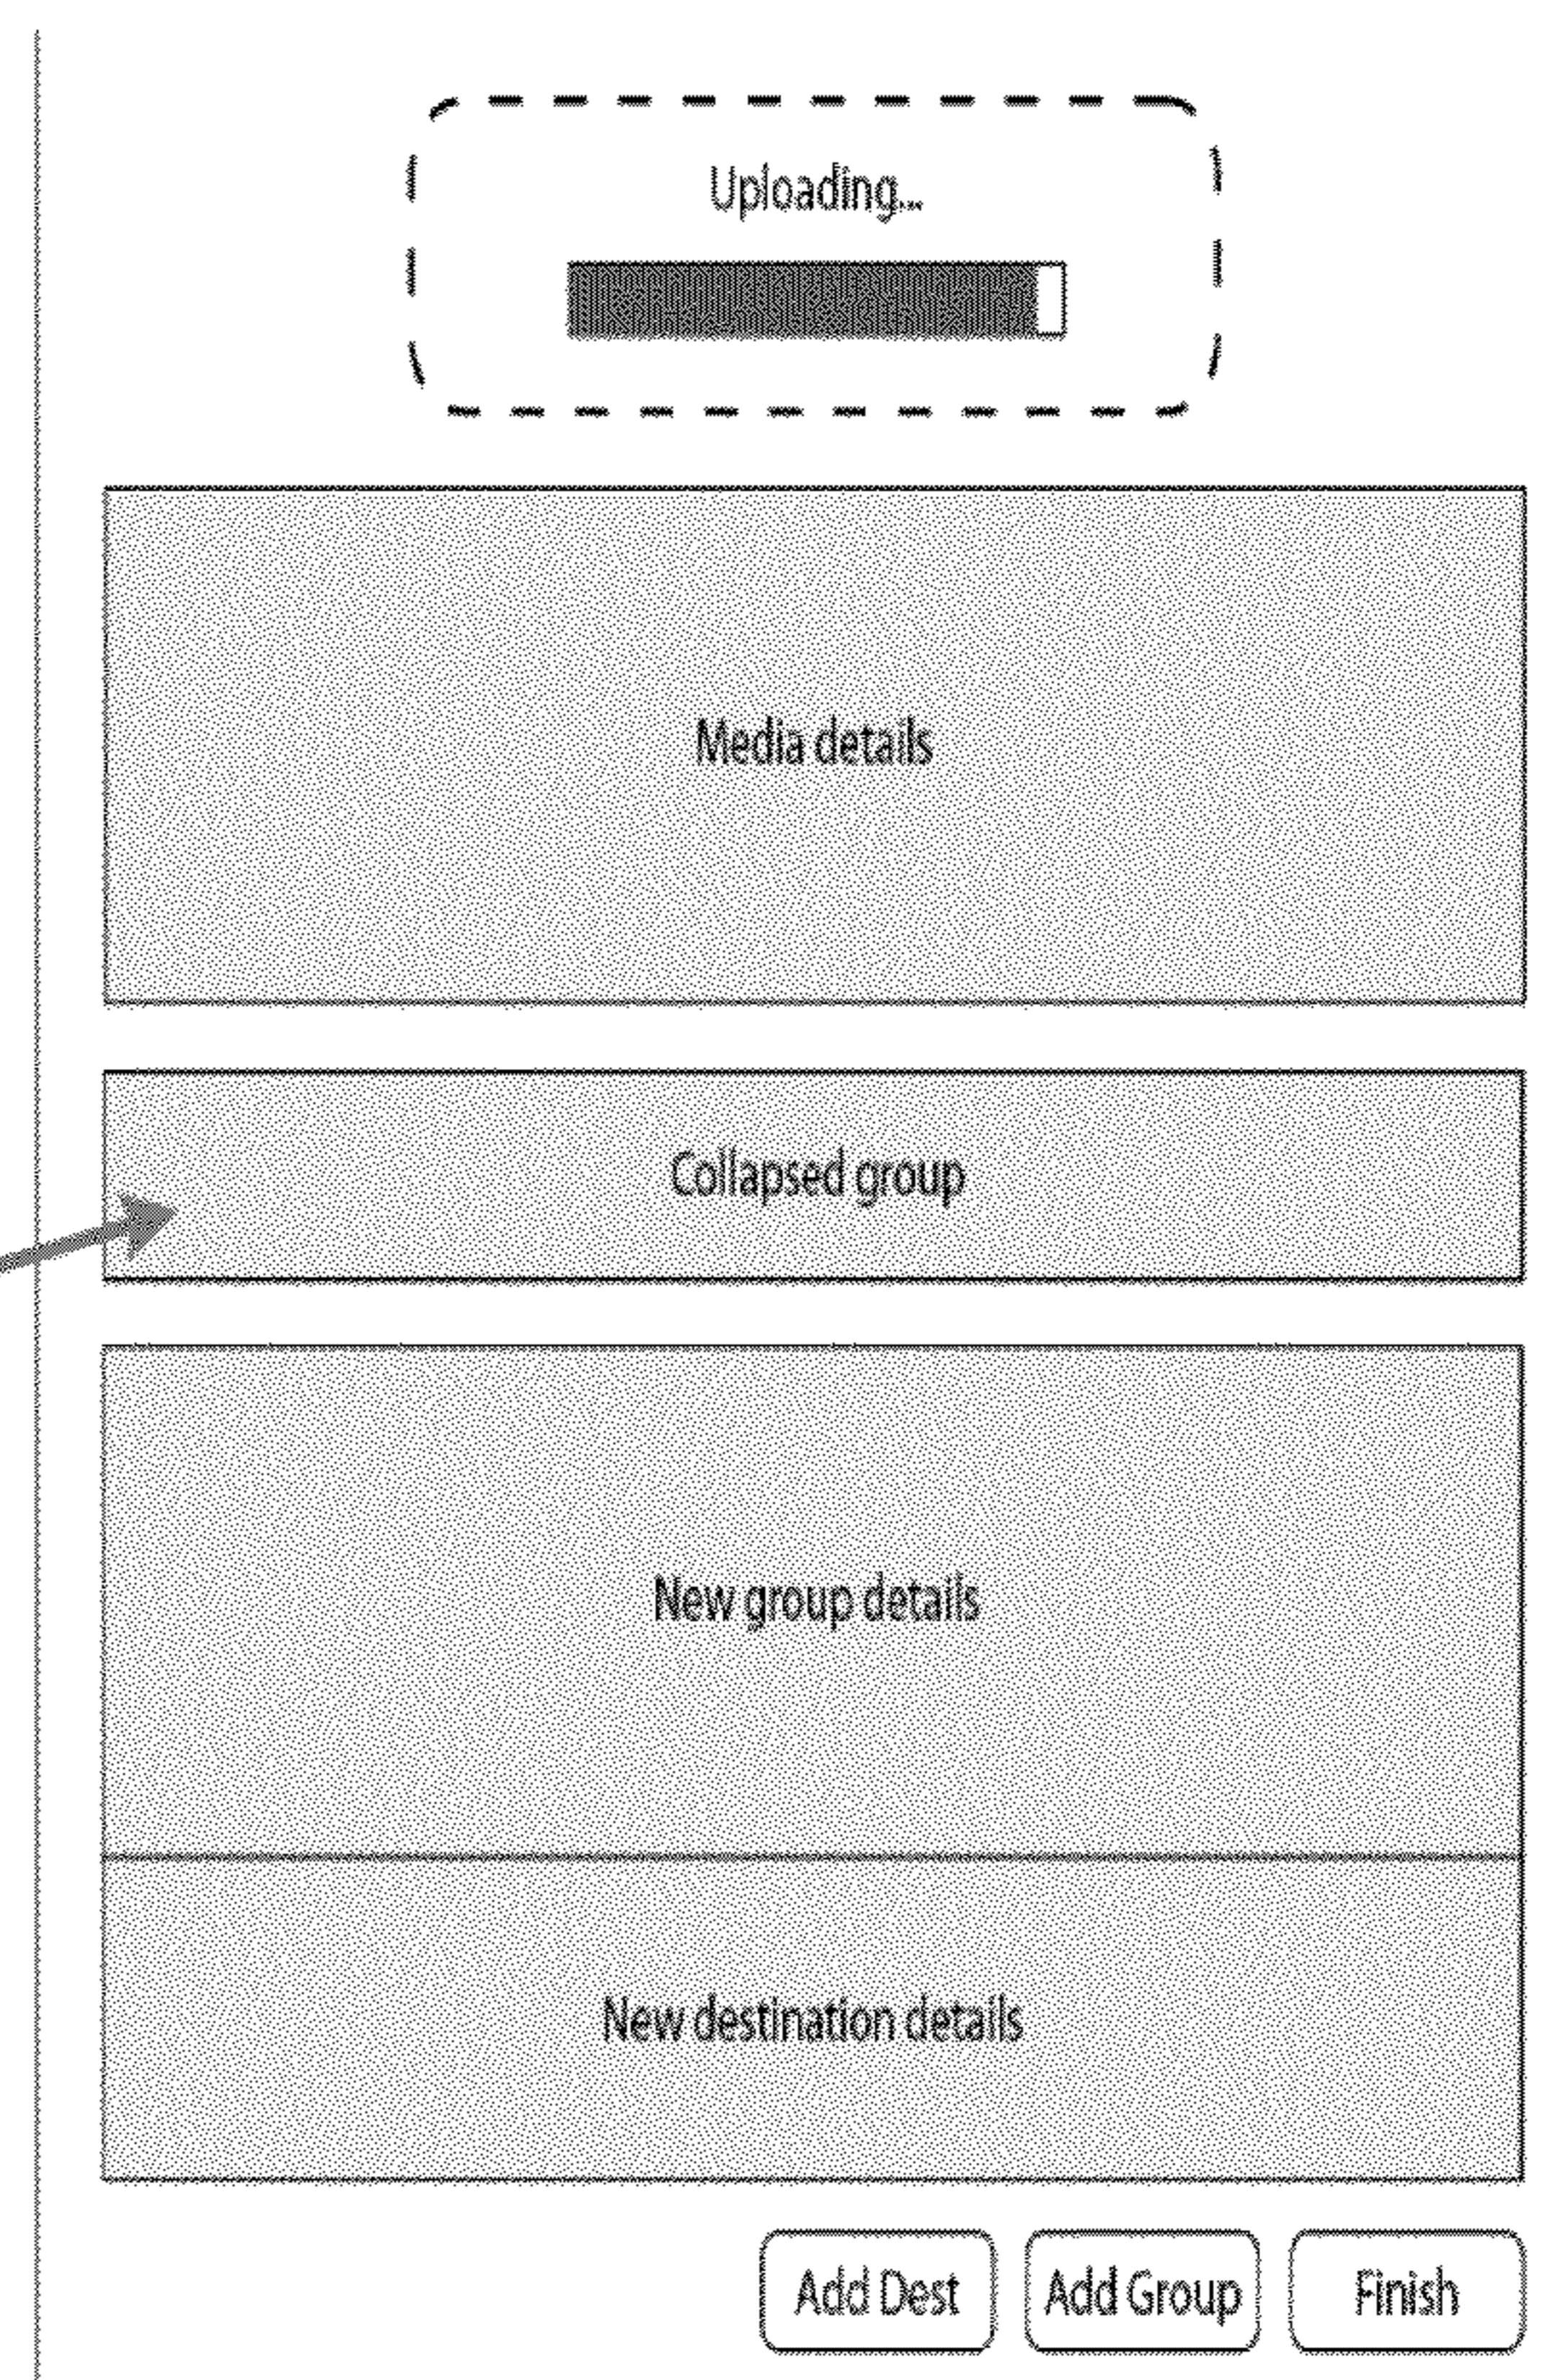 Uploading...
Media details
Collapsed group
New group details
New destination details
Add Dest Add Group Finish